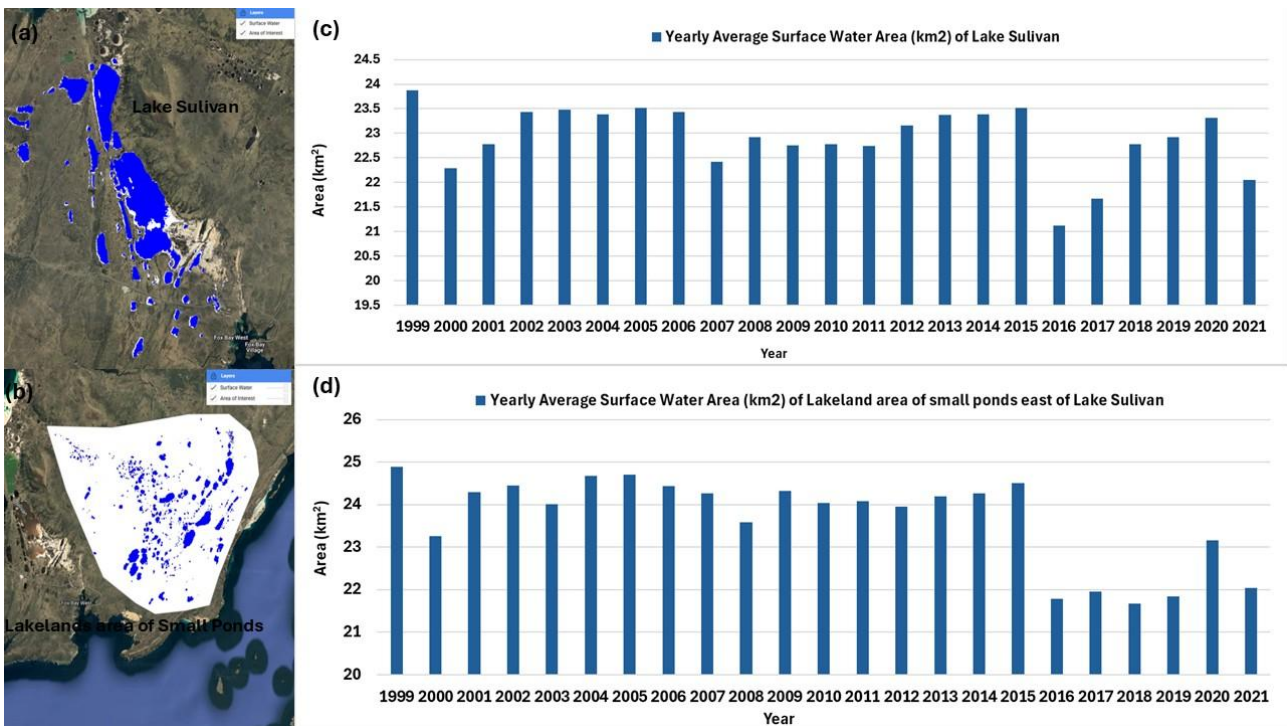 (a)
Layers
Surface Water
Area of Interest
Lake Sulivan
Fox Bay West
Fox Bay
Village
(b)
Layers
Surface Water
Area of Interest
Fox Bay West
Lakelands area of Small Ponds
(c)
Yearly Average Surface Water Area (km2) of Lake Sulivan
24.5
24
23.5
23
22.5
22
21.5
21
20.5
20
19.5
Area (km²)
1999 2000 2001 2002 2003 2004 2005 2006 2007 2008 2009 2010 2011 2012 2013 2014 2015 2016 2017 2018 2019 2020 2021
Year
(d)
Yearly Average Surface Water Area (km2) of Lakeland area of small ponds east of Lake Sulivan
26
25
24
23
22
21
20
Area (km²)
1999 2000 2001 2002 2003 2004 2005 2006 2007 2008 2009 2010 2011 2012 2013 2014 2015 2016 2017 2018 2019 2020 2021
Year